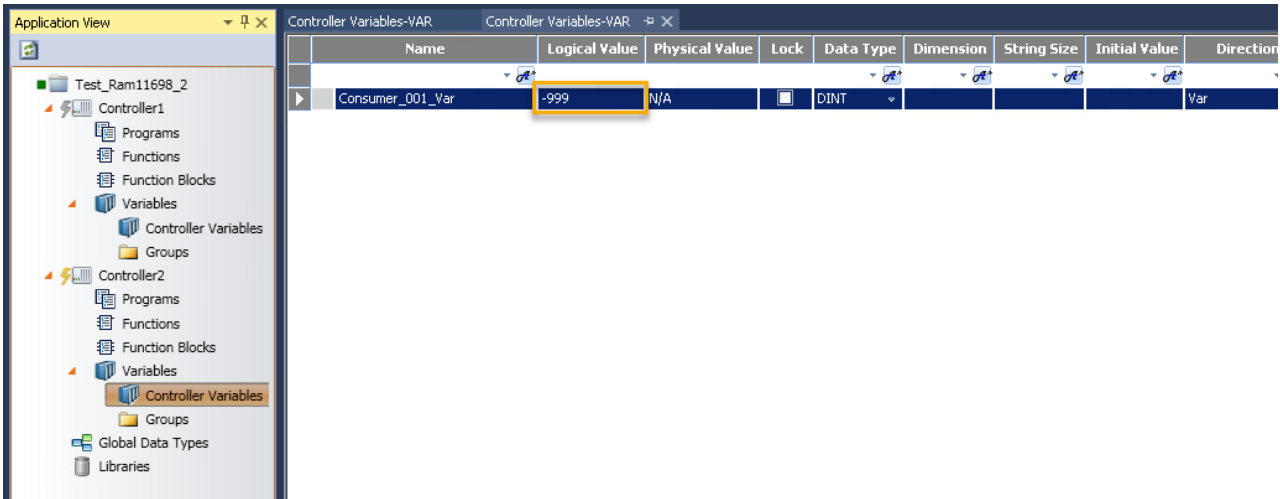 Application View
Test_Ram11698_2
Controller1
Programs
Functions
Function Blocks
Variables
Controller Variables
Groups
Controller2
Programs
Functions
Function Blocks
Variables
Controller Variables
Groups
Global Data Types
Libraries
Controller Variables-VAR Controller Variables-VAR
Name Logical Value Physical Value Lock Data Type Dimension String Size Initial Value Direction
Consumer_001_Var -999 N/A DINT Var